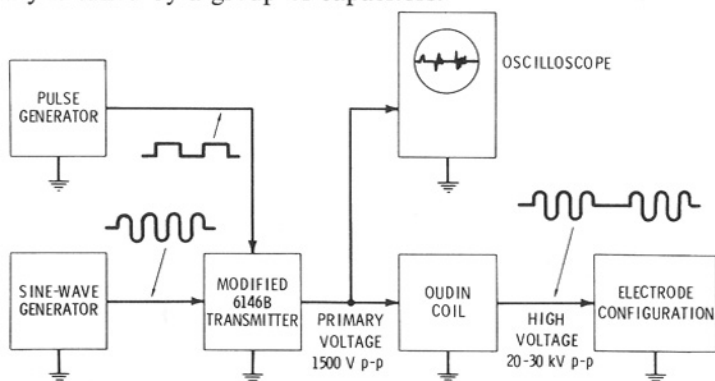 PULSE
GENERATOR
OSCILLOSCOPE
SINE-WAVE
GENERATOR
MODIFIED
6146B
TRANSMITTER
PRIMARY
VOLTAGE
1500 V p-p
OUDIN
COIL
HIGH
VOLTAGE
20-30 kV p-p
ELECTRODE
CONFIGURATION